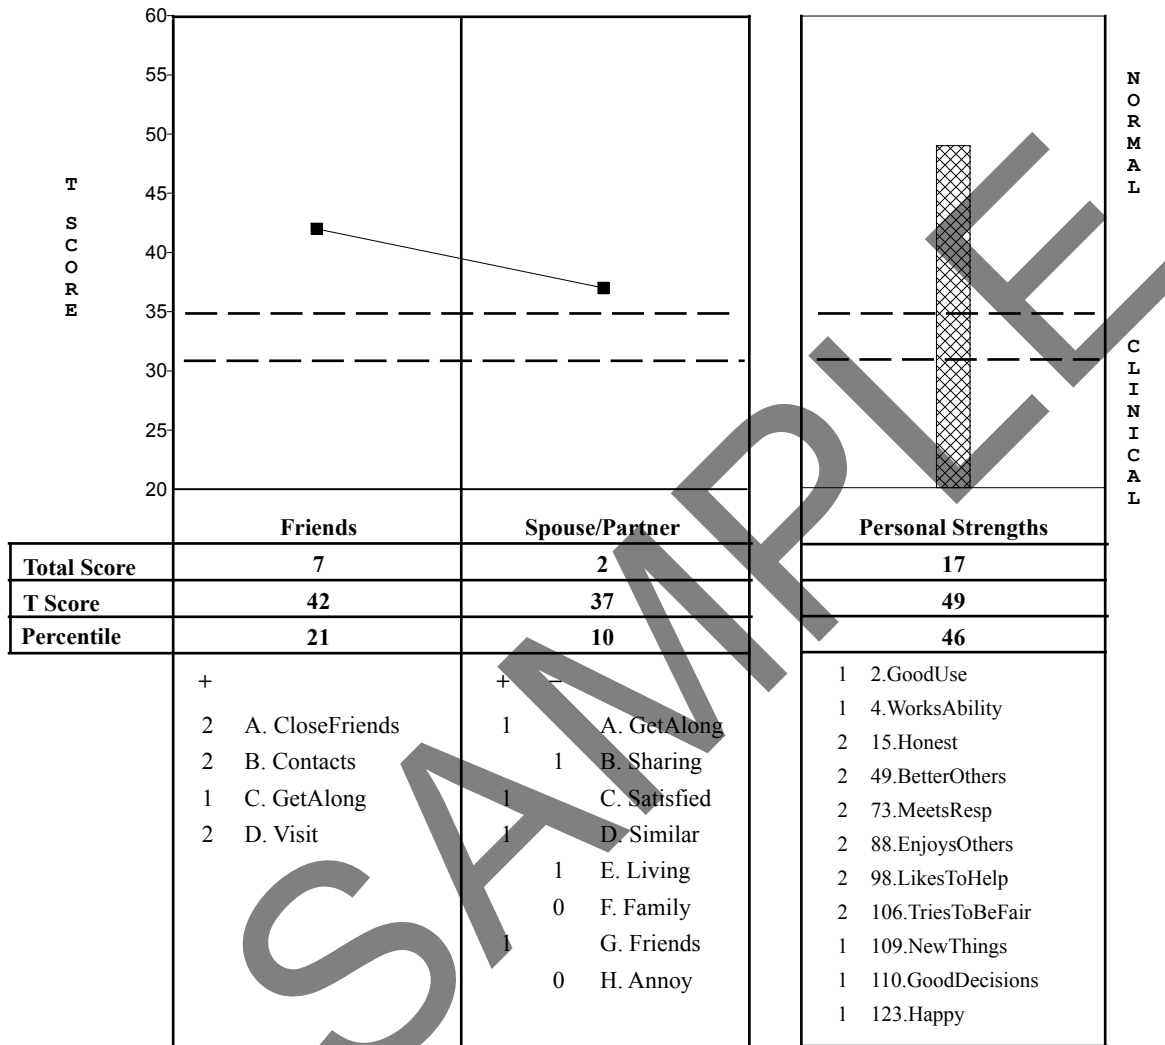 60
55
50
45
40
35
30
25
20
T SCORE
NORMAL
CLINICAL
Friends Spouse/Partner Personal Strengths
Total Score 7 2 17
T Score 42 37 49
Percentile 21 10 46
+ + – 1 2.GoodUse
2 A. CloseFriends 1 A. GetAlong 1 4.WorksAbility
2 B. Contacts 1 B. Sharing 2 15.Honest
1 C. GetAlong 1 C. Satisfied 2 49.BetterOthers
2 D. Visit 1 D. Similar 2 73.MeetsResp
1 E. Living 2 88.EnjoysOthers
0 F. Family 2 98.LikesToHelp
1 G. Friends 2 106.TriesToBeFair
0 H. Annoy 1 109.NewThings
1 110.GoodDecisions
1 123.Happy
SAMPLE